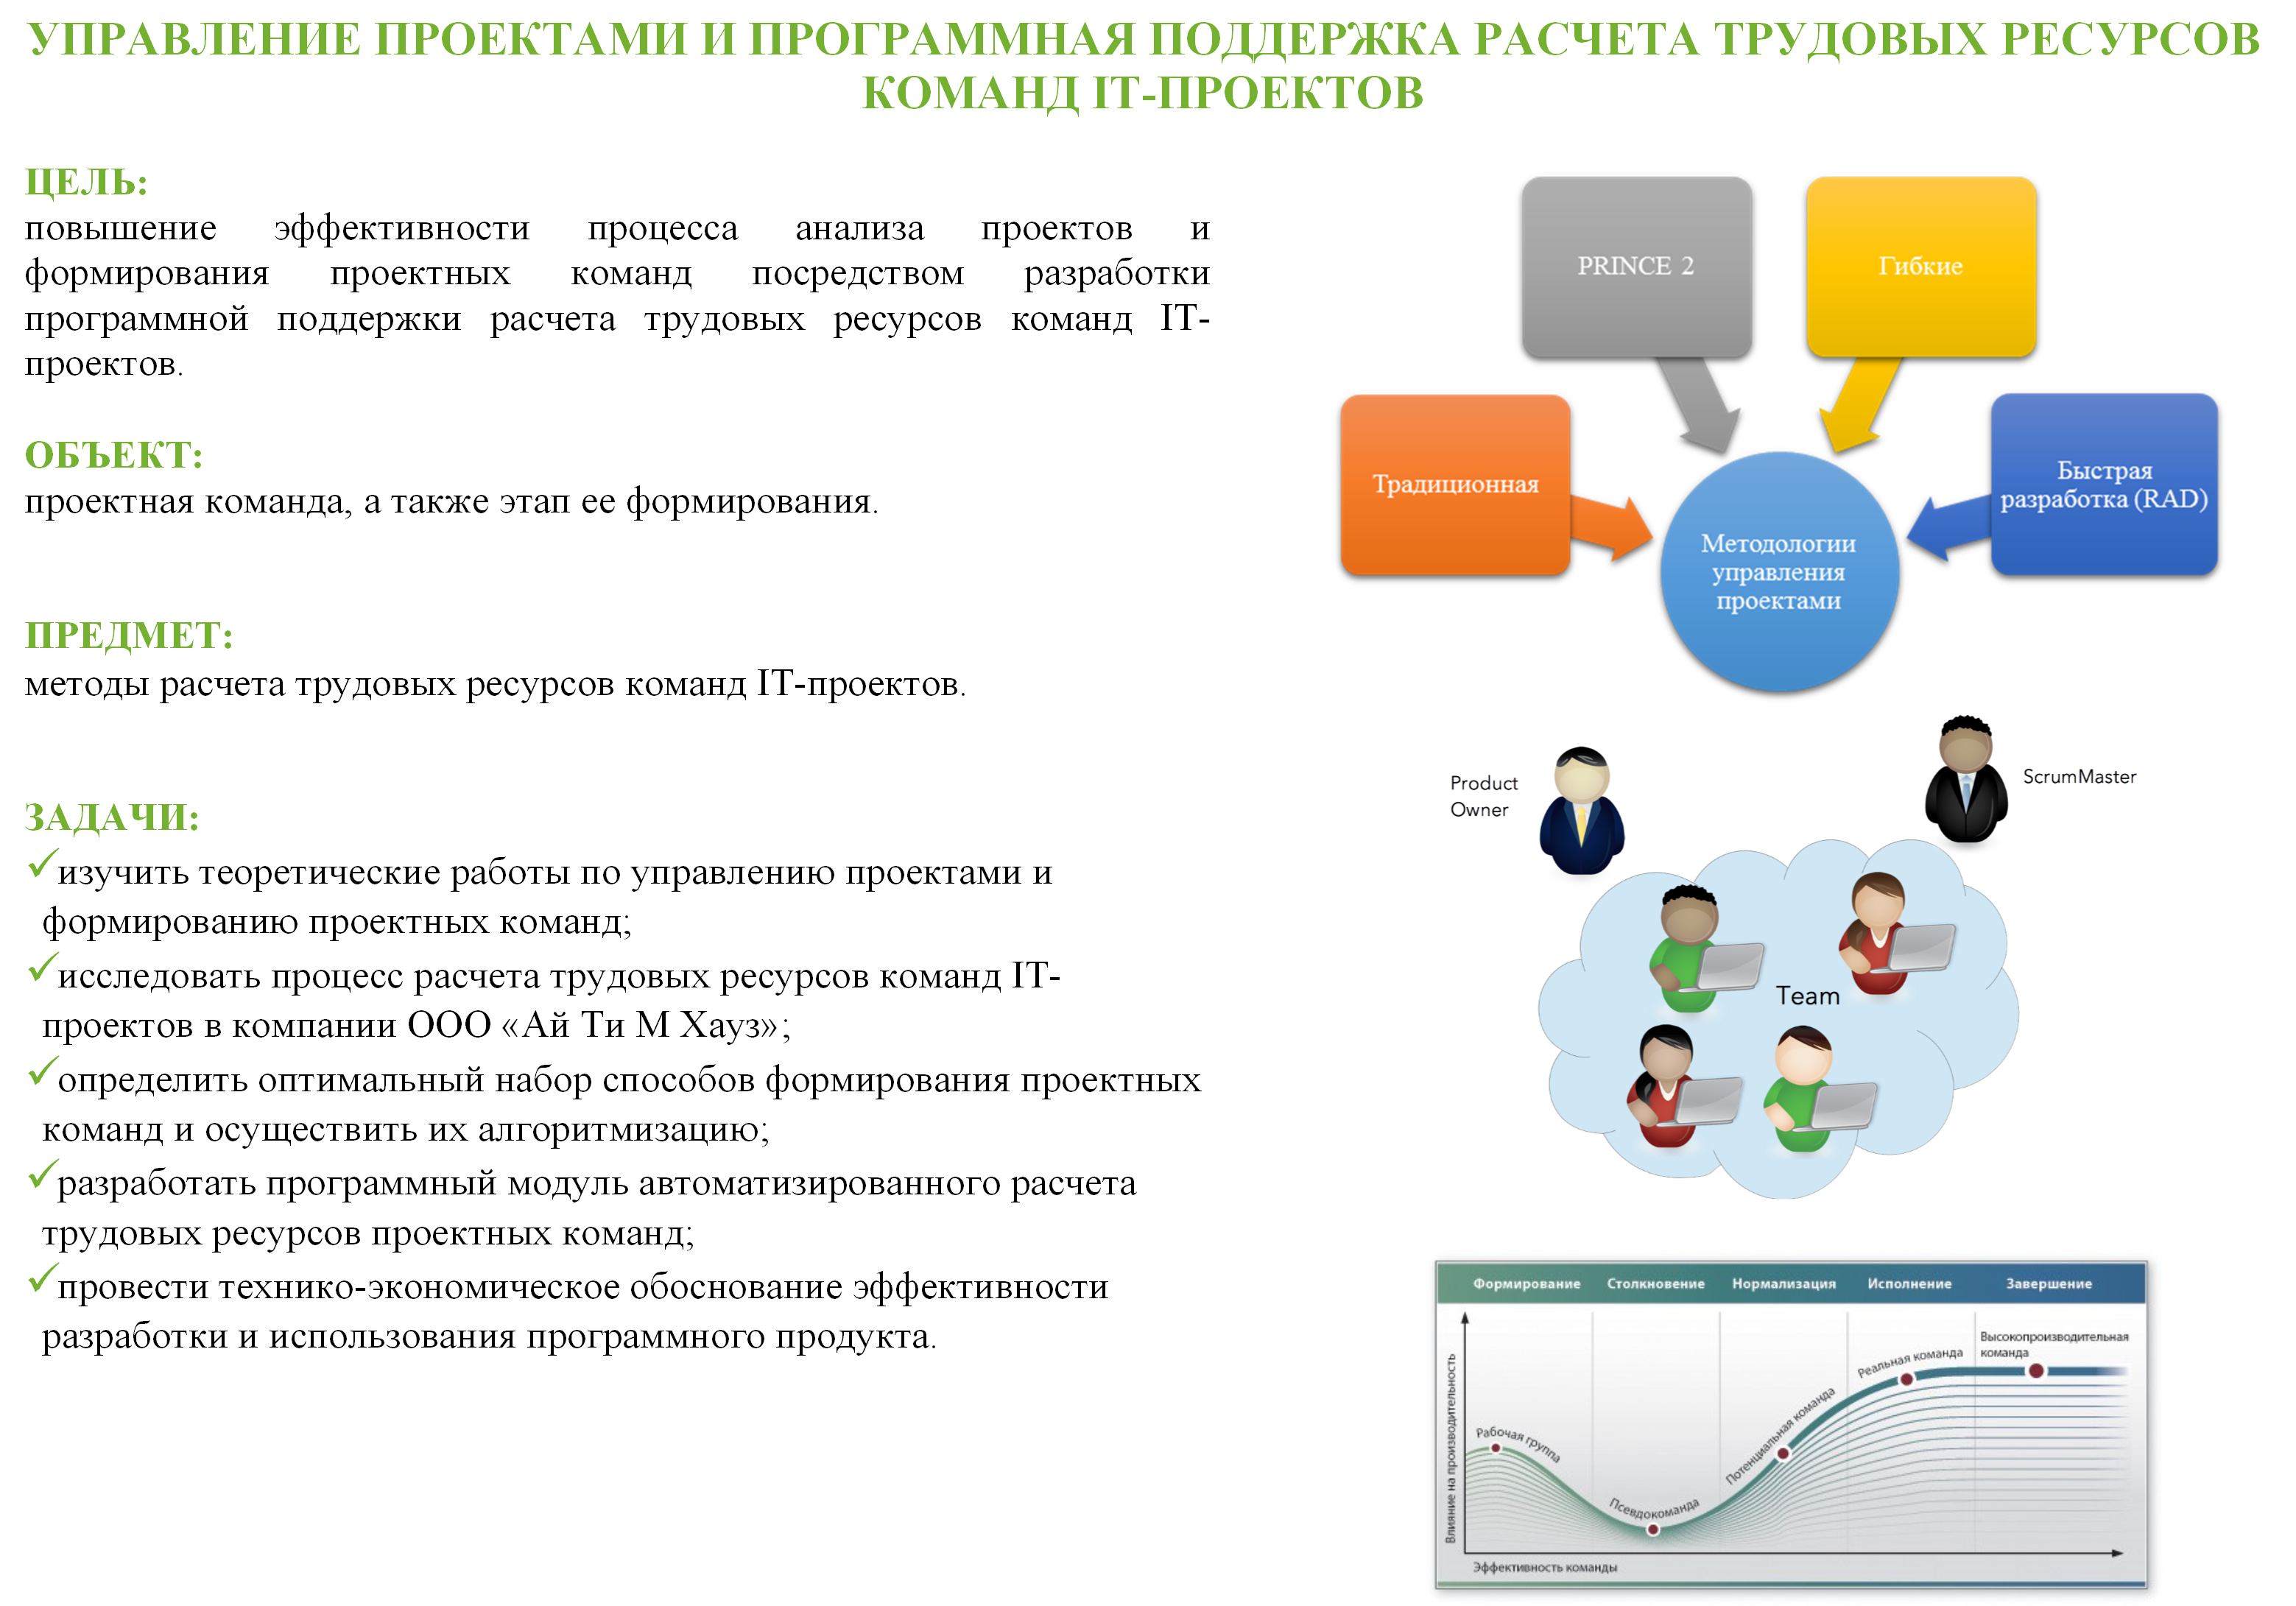 УПРАВЛЕНИЕ ПРОЕКТАМИ И ПРОГРАММНАЯ ПОДДЕРЖКА РАСЧЕТА ТРУДОВЫХ РЕСУРСОВ
КОМАНД IT-ПРОЕКТОВ
ЦЕЛЬ:
повышение эффективности процесса анализа проектов и
формирования проектных команд посредством разработки
программной поддержки расчета трудовых ресурсов команд IT-
проектов.
ОБЪЕКТ:
проектная команда, а также этап ее формирования.
ПРЕДМЕТ:
методы расчета трудовых ресурсов команд IT-проектов.
ЗАДАЧИ:
✓изучить теоретические работы по управлению проектами и
формированию проектных команд;
✓исследовать процесс расчета трудовых ресурсов команд IT-
проектов в компании ООО «Ай Ти М Хауз»;
✓определить оптимальный набор способов формирования проектных
команд и осуществить их алгоритмизацию;
✓разработать программный модуль автоматизированного расчета
трудовых ресурсов проектных команд;
✓провести технико-экономическое обоснование эффективности
разработки и использования программного продукта.
PRINCE 2
Гибкие
Традиционная
Быстрая
разработка (RAD)
Методологии
управления
проектами
Product
Owner
ScrumMaster
Team
Формирование
Столкновение
Нормализация
Исполнение
Завершение
Влияние на производительность
Рабочая группа
Псевдокоманда
Потенциальная команда
Реальная команда
Высокопроизводительная
команда
Эффективность команды